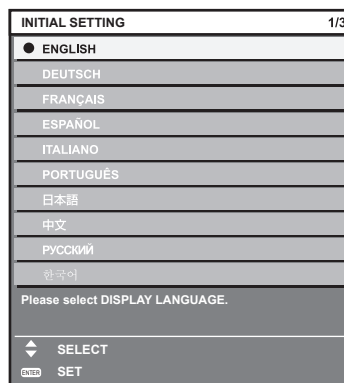 INITIAL SETTING 1/3
ENGLISH
DEUTSCH
FRANÇAIS
ESPAÑOL
ITALIANO
PORTUGUÊS
日本語
中文
РУССКИЙ
한국어
Please select DISPLAY LANGUAGE.
SELECT
ENTER SET